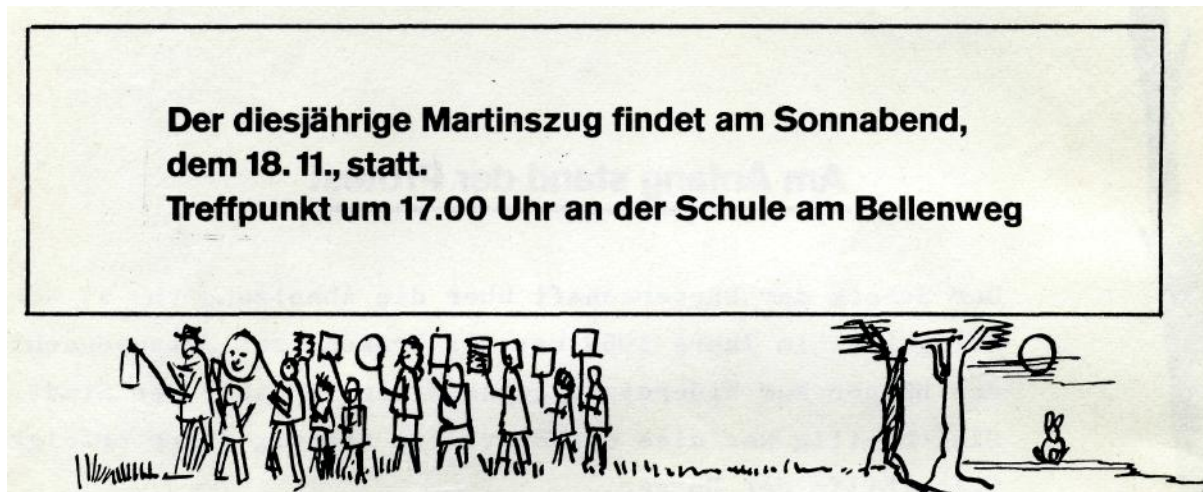 Der diesjährige Martinszug findet am Sonnabend,
dem 18. 11., statt.
Treffpunkt um 17.00 Uhr an der Schule am Bellenweg